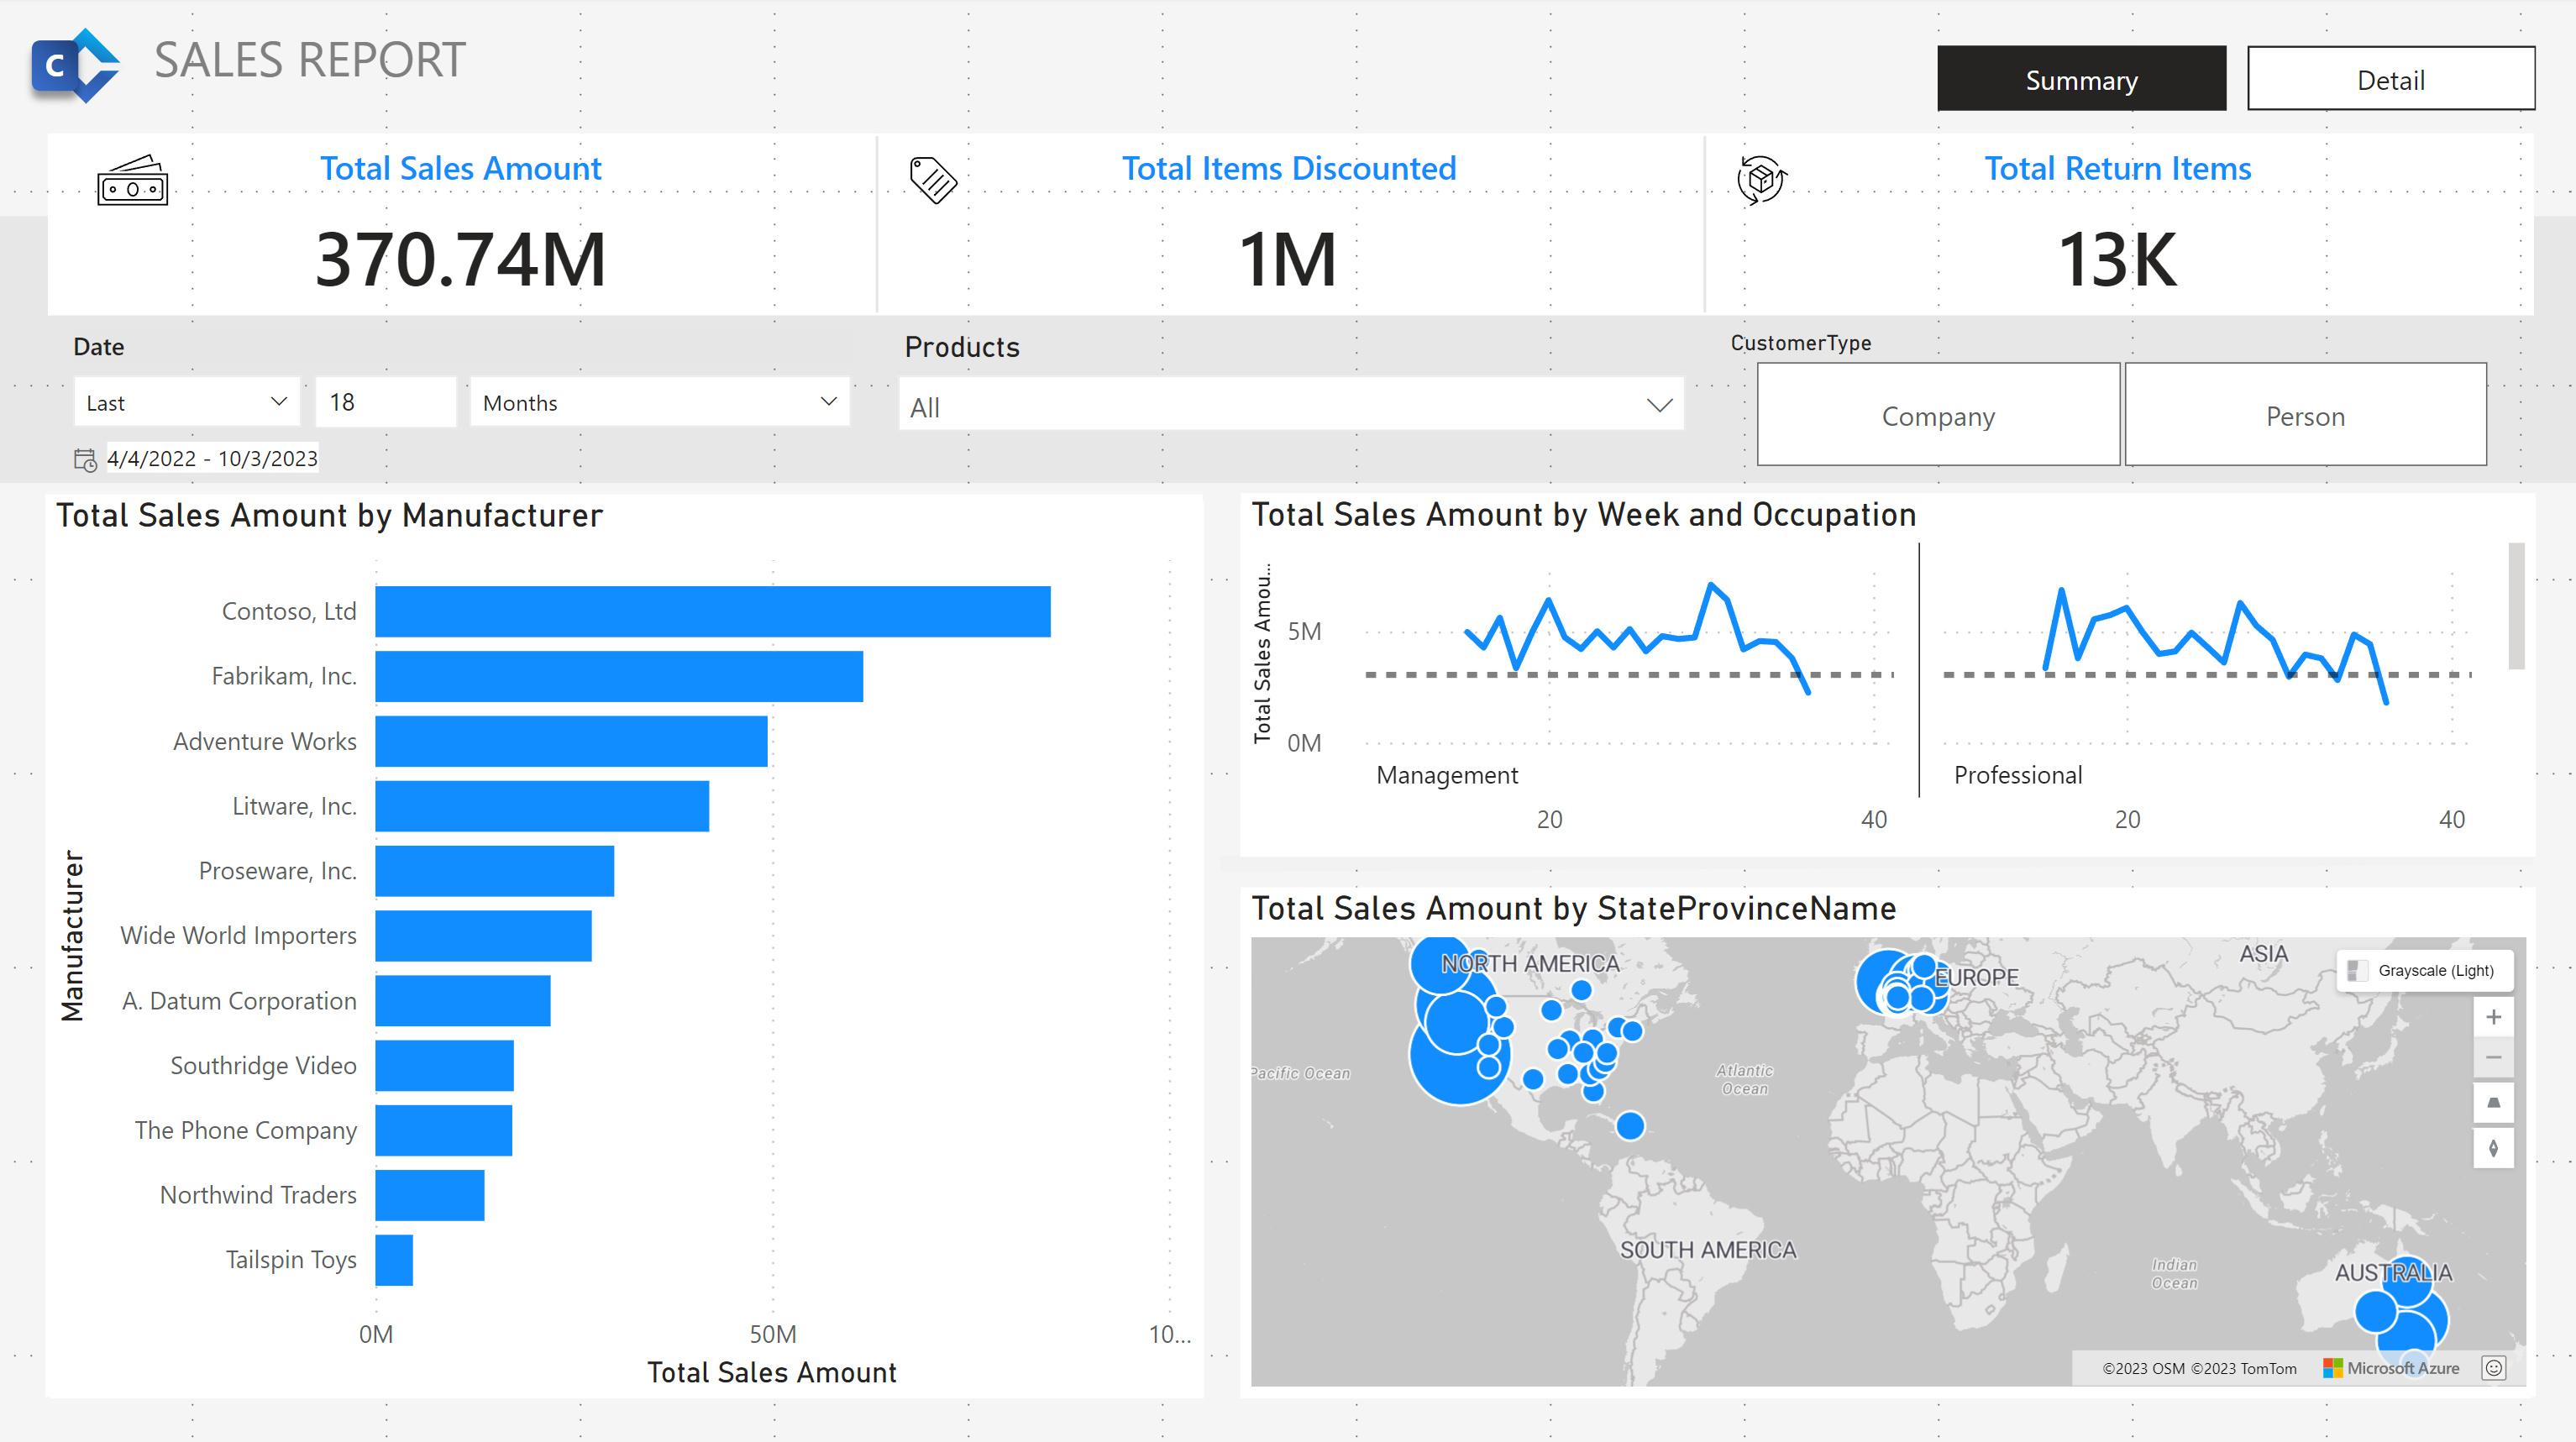 C
SALES REPORT
Summary
Detail
Total Sales Amount
370.74M
Total Items Discounted
1M
Total Return Items
13K
Date
Last
18
Months
4/4/2022 - 10/3/2023
Products
All
CustomerType
Company
Person
Total Sales Amount by Manufacturer
Manufacturer
Contoso, Ltd
Fabrikam, Inc.
Adventure Works
Litware, Inc.
Proseware, Inc.
Wide World Importers
A. Datum Corporation
Southridge Video
The Phone Company
Northwind Traders
Tailspin Toys
0M
50M
10...
Total Sales Amount
Total Sales Amount by Week and Occupation
Total Sales Amou...
5M
0M
Management
Professional
20
40
20
40
Total Sales Amount by StateProvinceName
NORTH AMERICA
EUROPE
ASIA
Grayscale (Light)
Pacific Ocean
Atlantic
Ocean
SOUTH AMERICA
Indian
Ocean
AUSTRALIA
©2023 OSM ©2023 TomTom
Microsoft Azure